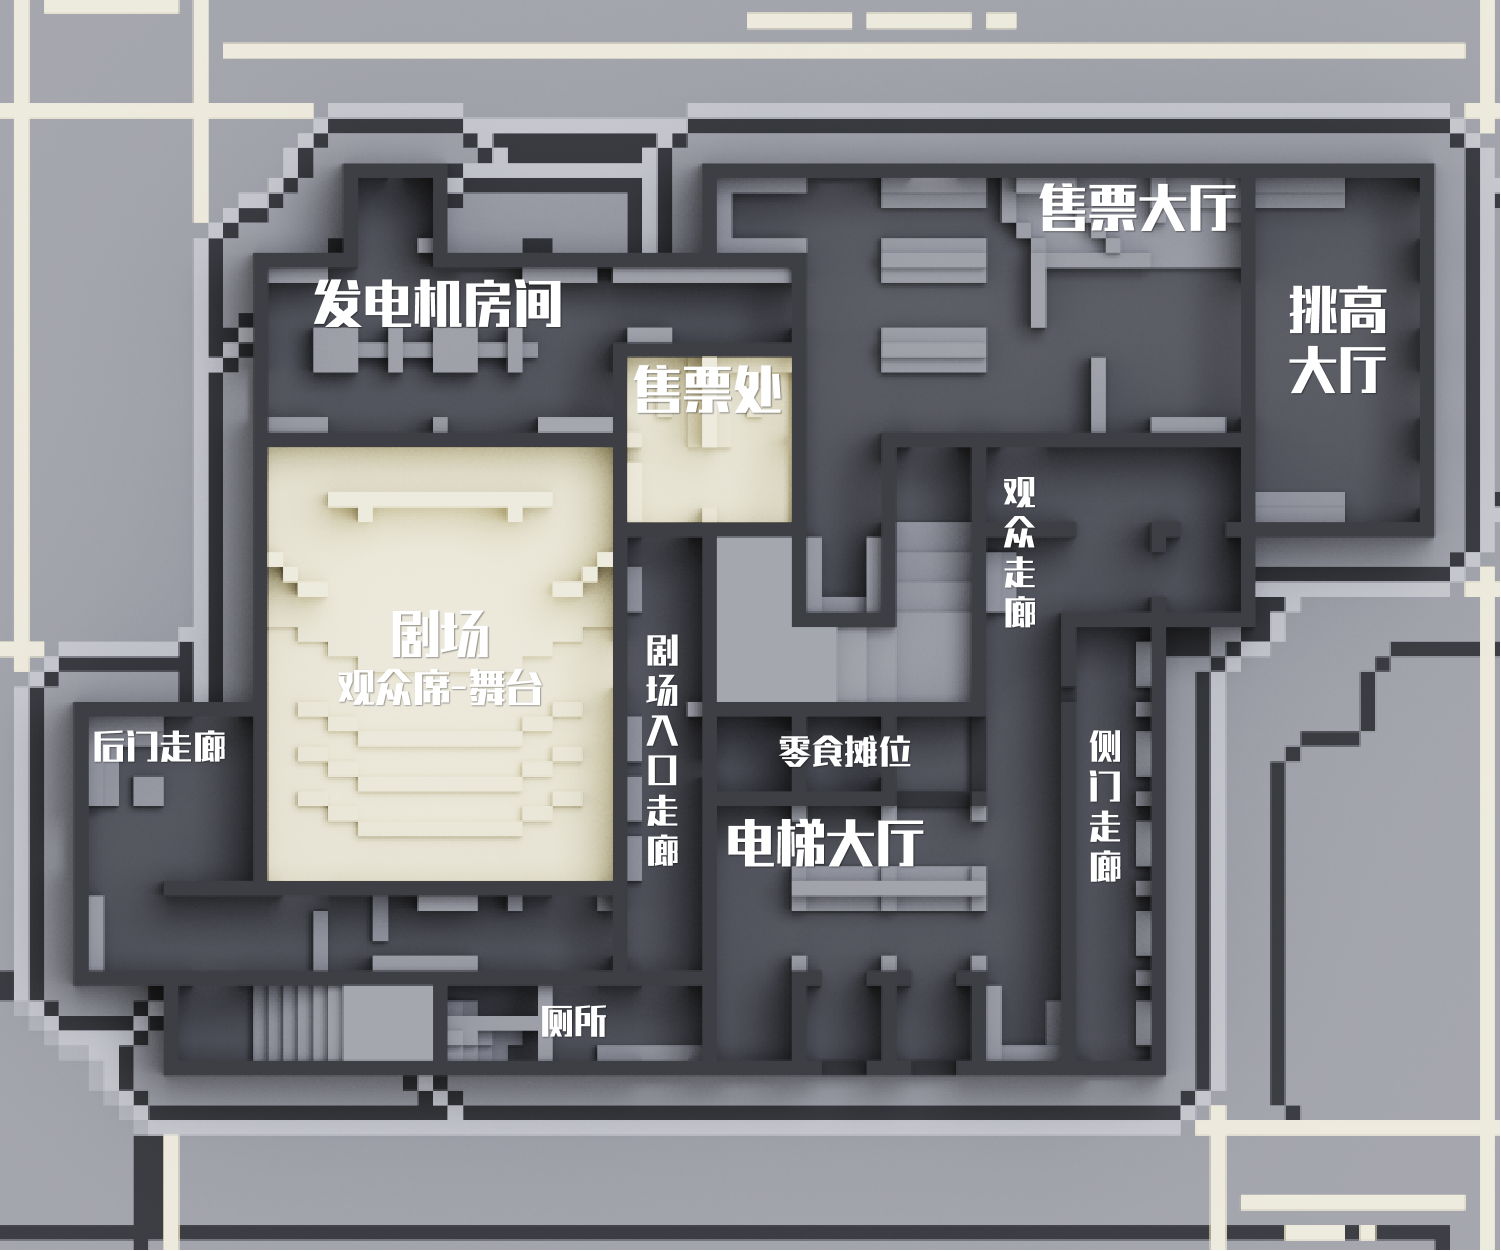 售票大厅
发电机房间
挑高
大厅
售票处
观众走廊
剧场
观众席-舞台
剧场入口走廊
后门走廊
零食摊位
侧门走廊
电梯大厅
厕所